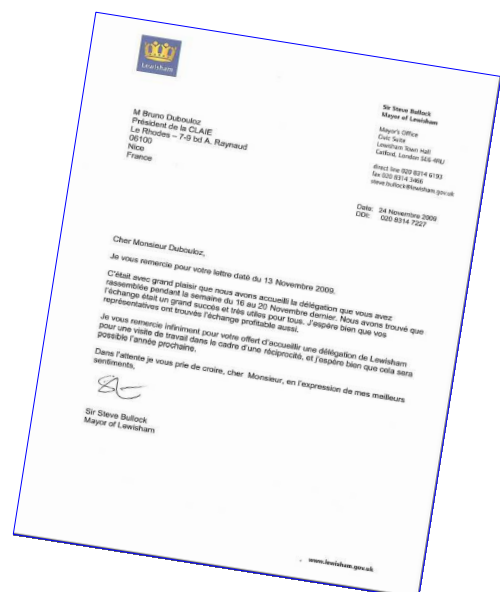 Lewisham
Sir Steve Bullock
Mayor of Lewisham
Mayor's Office
Civic Suite
Lewisham Town Hall
Catford, London SE6 4RU
direct line 020 8314 6193
fax 020 8314 3466
steve.bullock@lewisham.gov.uk
M Bruno Dubouloz
Président de la CLAIE
Le Rhodes – 7-9 bd A. Raynaud
06100
Nice
France
Date: 24 Novembre 2009
DDI: 020 8314 7227
Cher Monsieur Dubouloz,
Je vous remercie pour votre lettre daté du 13 Novembre 2009.
C'était avec grand plaisir que nous avons accueilli la délégation que vous avez
rassemblée pendant la semaine du 16 au 20 Novembre dernier. Nous avons trouvé que
l'échange était un grand succès et très utiles pour tous. J'espère bien que vos
représentatives ont trouvés l'échange profitable aussi.
Je vous remercie infiniment pour votre offert d'accueillir une délégation de Lewisham
pour une visite de travail dans le cadre d'une réciprocité, et j'espère bien que cela sera
possible l'année prochaine.
Dans l'attente je vous prie de croire, cher Monsieur, en l'expression de mes meilleurs
sentiments,
Sir Steve Bullock
Mayor of Lewisham
www.lewisham.gov.uk